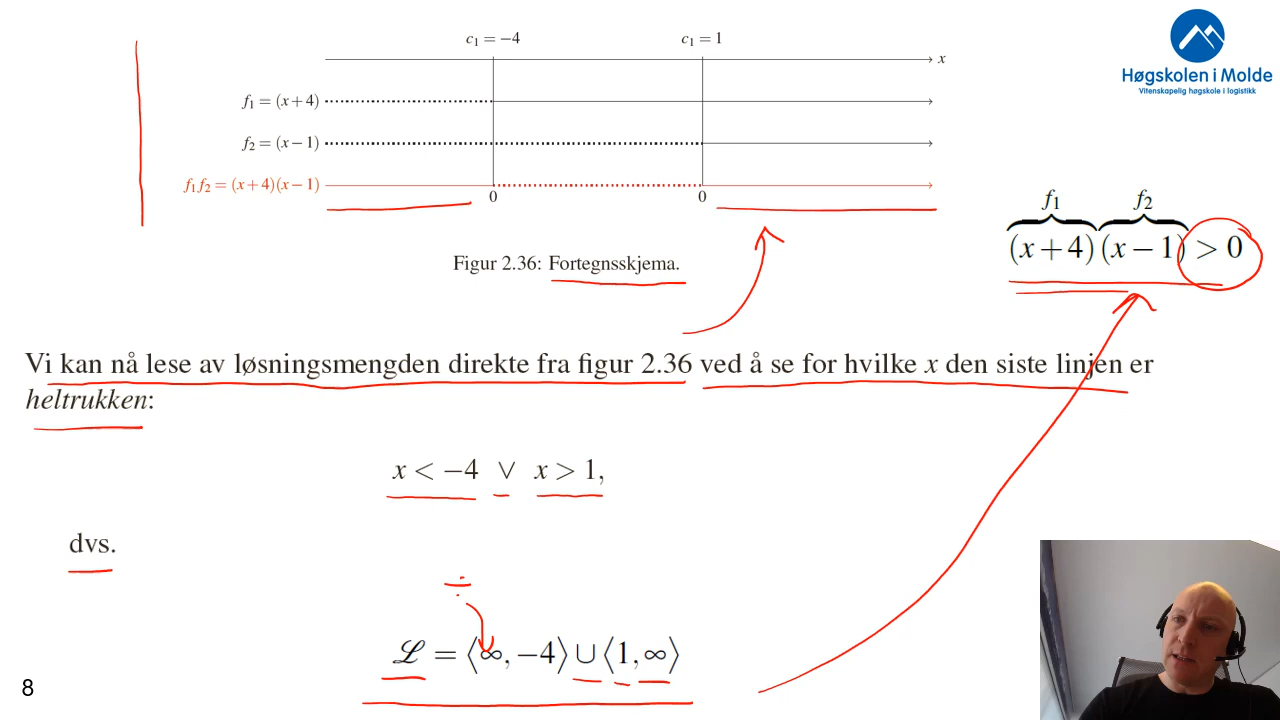 c₁ = −4 c₁ = 1
x
f₁ = (x + 4)
f₂ = (x − 1)
f₁f₂ = (x + 4)(x − 1)
0 0
Figur 2.36: Fortegnsskjema.
Høgskolen i Molde
Vitenskapelig høgskole i logistikk
f₁ f₂
(x + 4) (x − 1) > 0
Vi kan nå lese av løsningsmengden direkte fra figur 2.36 ved å se for hvilke x den siste linjen er
heltrukken:
x < −4 ∨ x > 1,
dvs.
÷
ℒ = ⟨∞, −4⟩ ∪ ⟨1, ∞⟩
8